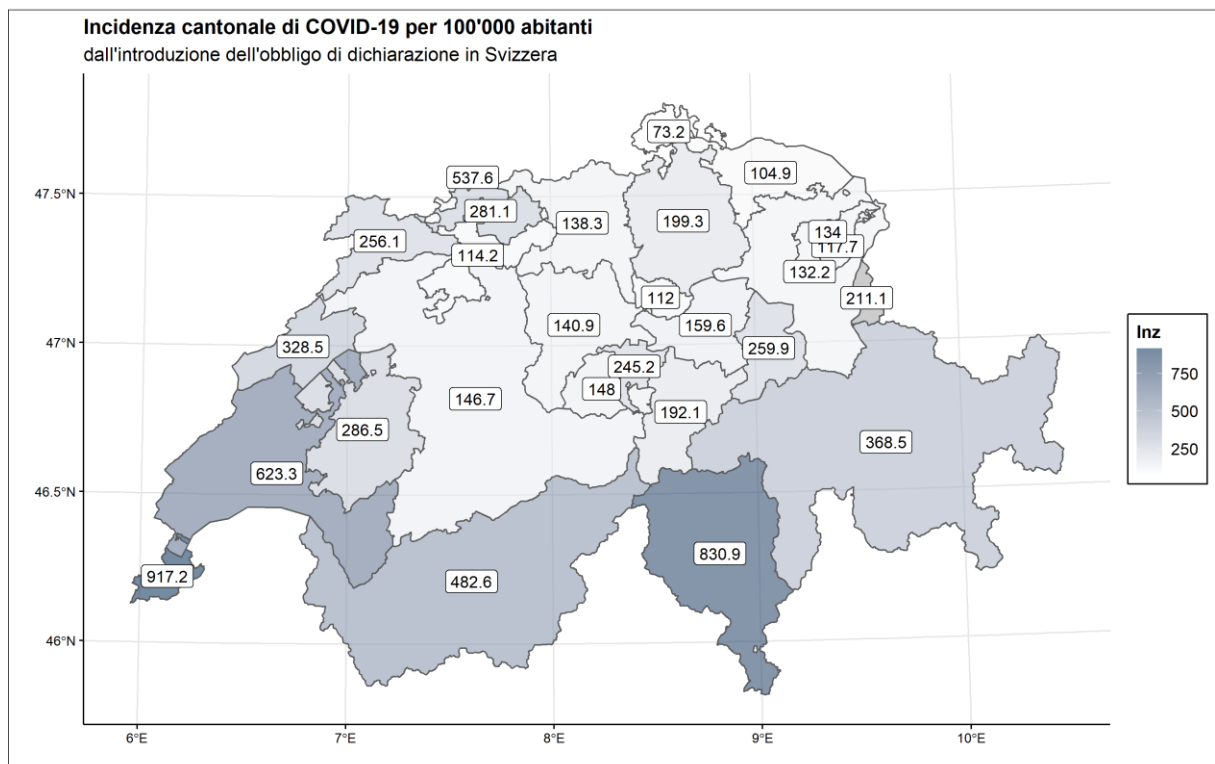 Incidenza cantonale di COVID-19 per 100'000 abitanti
dall'introduzione dell'obbligo di dichiarazione in Svizzera
73.2
537.6
104.9
47.5°N
281.1
138.3
199.3
134
256.1
117.7
114.2
132.2
112
211.1
140.9
159.6
47°N
328.5
259.9
245.2
148
146.7
192.1
286.5
368.5
623.3
46.5°N
830.9
917.2
482.6
46°N
6°E
7°E
8°E
9°E
10°E
Inz
750
500
250